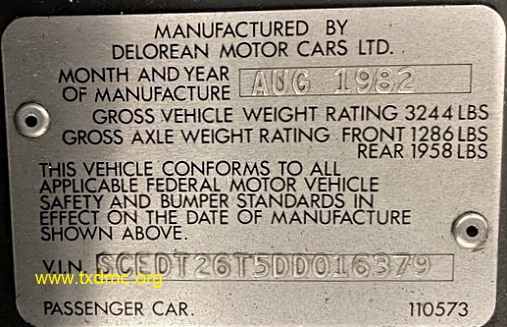 MANUFACTURED BY
DELOREAN MOTOR CARS LTD.
MONTH AND YEAR
OF MANUFACTURE AUG 1982
GROSS VEHICLE WEIGHT RATING 3244 LBS
GROSS AXLE WEIGHT RATING FRONT 1286 LBS
REAR 1958 LBS
THIS VEHICLE CONFORMS TO ALL
APPLICABLE FEDERAL MOTOR VEHICLE
SAFETY AND BUMPER STANDARDS IN
EFFECT ON THE DATE OF MANUFACTURE
SHOWN ABOVE.
V.I.N. SCEDT26T5DD016379
www.txdmc.org
PASSENGER CAR. 110573